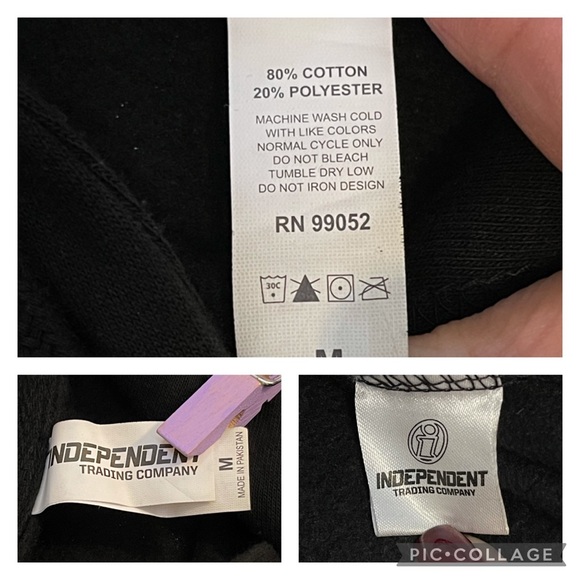 80% COTTON
20% POLYESTER
MACHINE WASH COLD
WITH LIKE COLORS
NORMAL CYCLE ONLY
DO NOT BLEACH
TUMBLE DRY LOW
DO NOT IRON DESIGN
RN 99052
30C
M
INDEPENDENT
TRADING COMPANY
M
MADE IN PAKISTAN
i
INDEPENDENT
TRADING COMPANY
PIC•COLLAGE